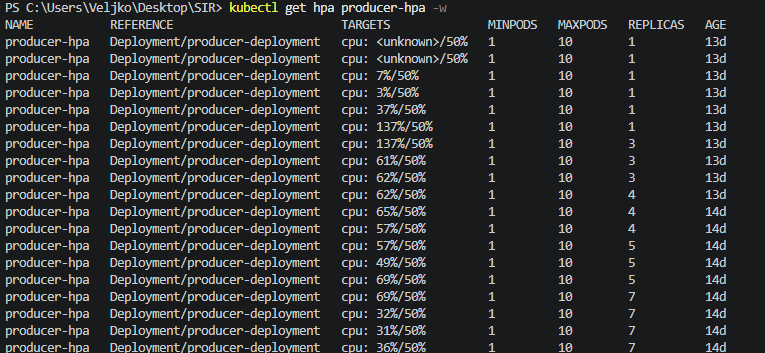 PS C:\Users\Veljko\Desktop\SIR> kubectl get hpa producer-hpa -w
NAME REFERENCE TARGETS MINPODS MAXPODS REPLICAS AGE
producer-hpa Deployment/producer-deployment cpu: <unknown>/50% 1 10 1 13d
producer-hpa Deployment/producer-deployment cpu: <unknown>/50% 1 10 1 13d
producer-hpa Deployment/producer-deployment cpu: 7%/50% 1 10 1 13d
producer-hpa Deployment/producer-deployment cpu: 3%/50% 1 10 1 13d
producer-hpa Deployment/producer-deployment cpu: 37%/50% 1 10 1 13d
producer-hpa Deployment/producer-deployment cpu: 137%/50% 1 10 1 13d
producer-hpa Deployment/producer-deployment cpu: 137%/50% 1 10 3 13d
producer-hpa Deployment/producer-deployment cpu: 61%/50% 1 10 3 13d
producer-hpa Deployment/producer-deployment cpu: 62%/50% 1 10 3 13d
producer-hpa Deployment/producer-deployment cpu: 62%/50% 1 10 4 13d
producer-hpa Deployment/producer-deployment cpu: 65%/50% 1 10 4 14d
producer-hpa Deployment/producer-deployment cpu: 57%/50% 1 10 4 14d
producer-hpa Deployment/producer-deployment cpu: 57%/50% 1 10 5 14d
producer-hpa Deployment/producer-deployment cpu: 49%/50% 1 10 5 14d
producer-hpa Deployment/producer-deployment cpu: 69%/50% 1 10 5 14d
producer-hpa Deployment/producer-deployment cpu: 69%/50% 1 10 7 14d
producer-hpa Deployment/producer-deployment cpu: 32%/50% 1 10 7 14d
producer-hpa Deployment/producer-deployment cpu: 31%/50% 1 10 7 14d
producer-hpa Deployment/producer-deployment cpu: 36%/50% 1 10 7 14d